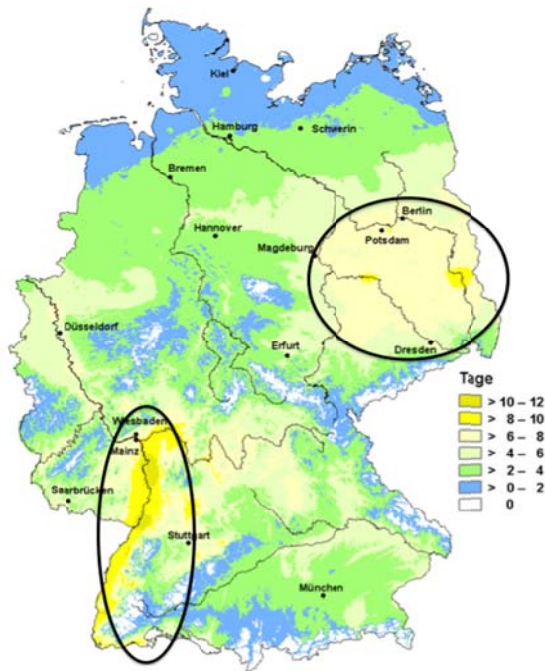 Kiel
Hamburg
Schwerin
Bremen
Berlin
Hannover
Potsdam
Magdeburg
Düsseldorf
Erfurt
Dresden
Tage
> 10 – 12
> 8 – 10
> 6 – 8
> 4 – 6
> 2 – 4
> 0 – 2
0
Wiesbaden
Mainz
Saarbrücken
Stuttgart
München